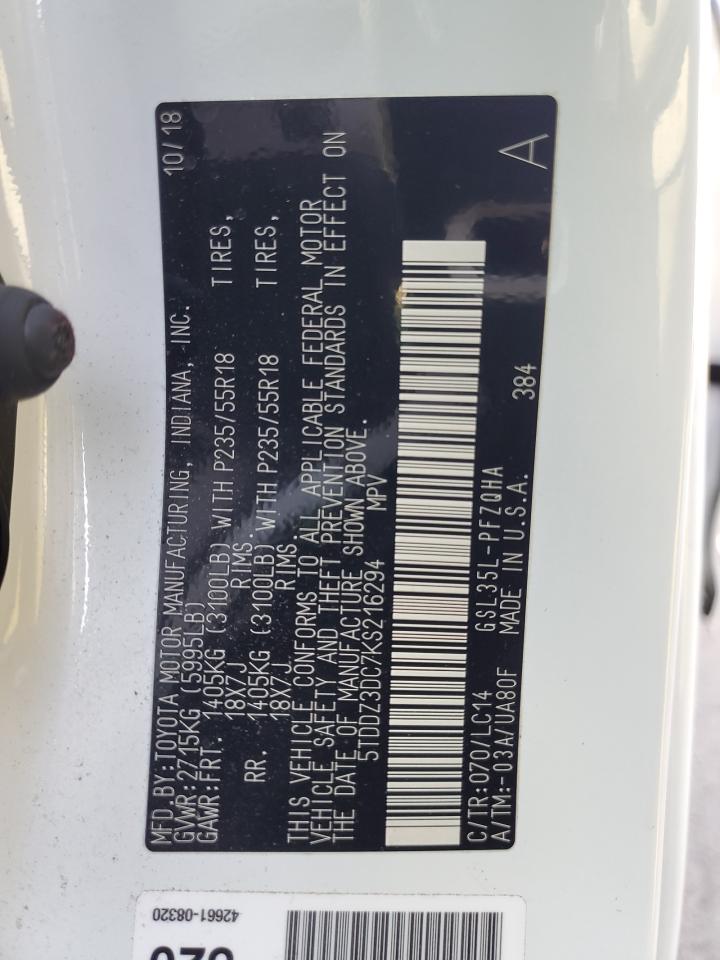 MFD.BY:TOYOTA MOTOR MANUFACTURING, INDIANA, INC. 10/18
GVWR:2715KG (5995LB)
GAWR:FRT. 1405KG (3100LB) WITH P235/55R18 TIRES,
18X7J RIMS.
RR. 1405KG (3100LB) WITH P235/55R18 TIRES,
18X7J RIMS.
THIS VEHICLE CONFORMS TO ALL APPLICABLE FEDERAL MOTOR
VEHICLE SAFETY AND THEFT PREVENTION STANDARDS IN EFFECT ON
THE DATE OF MANUFACTURE SHOWN ABOVE.
5TDDZ3DC7KS216294 MPV
C/TR:070/LC14 GSL35L-PFZQHA
A/TM:-03A/UA80F MADE IN U.S.A. 384 A
42661-08320